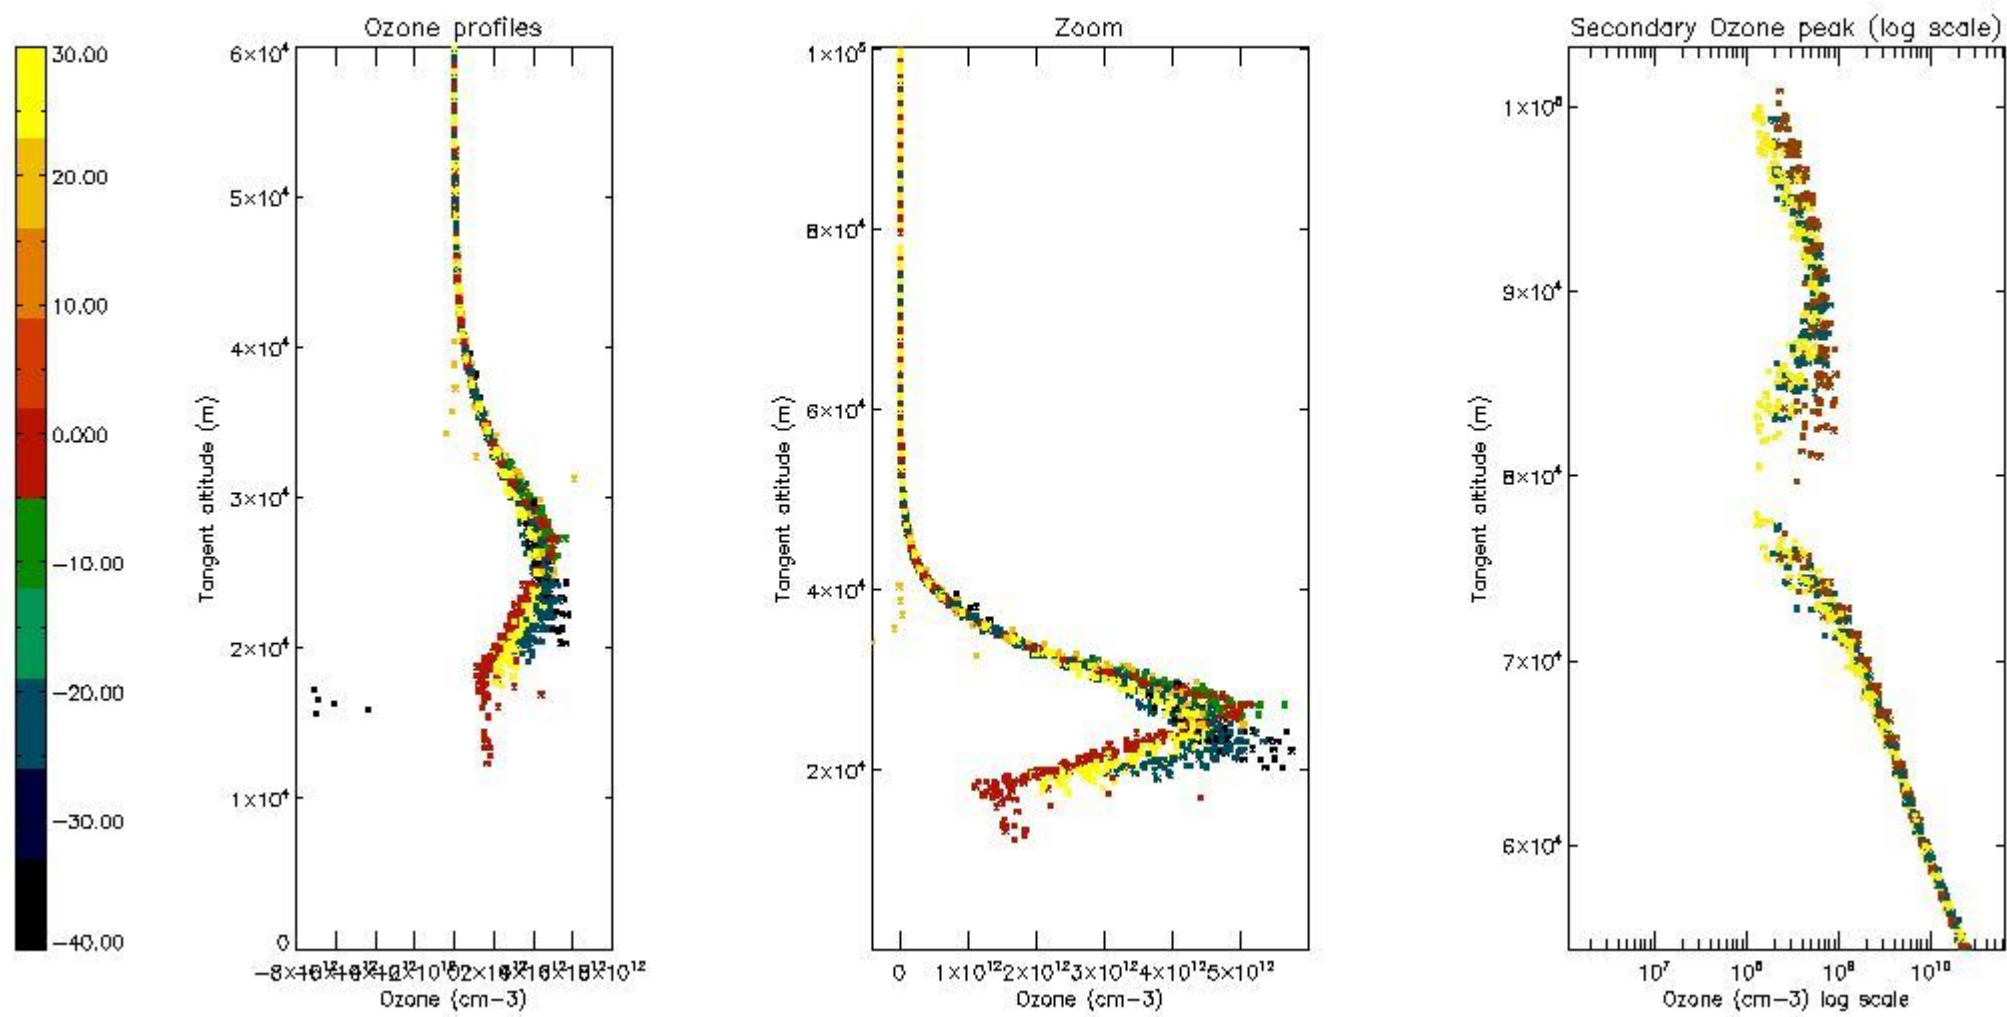 Ozone profiles
Zoom
Secondary Ozone peak (log scale)
30.00
20.00
10.00
0.000
−10.00
−20.00
−30.00
−40.00
6×10⁴
5×10⁴
4×10⁴
3×10⁴
2×10⁴
1×10⁴
0
Tangent altitude (m)
Ozone (cm−3)
1×10⁵
8×10⁴
6×10⁴
4×10⁴
2×10⁴
Tangent altitude (m)
0 1×10¹² 2×10¹² 3×10¹² 4×10¹² 5×10¹²
Ozone (cm−3)
1×10⁵
9×10⁴
8×10⁴
7×10⁴
6×10⁴
Tangent altitude (m)
10⁷ 10⁸ 10⁹ 10¹⁰
Ozone (cm−3) log scale